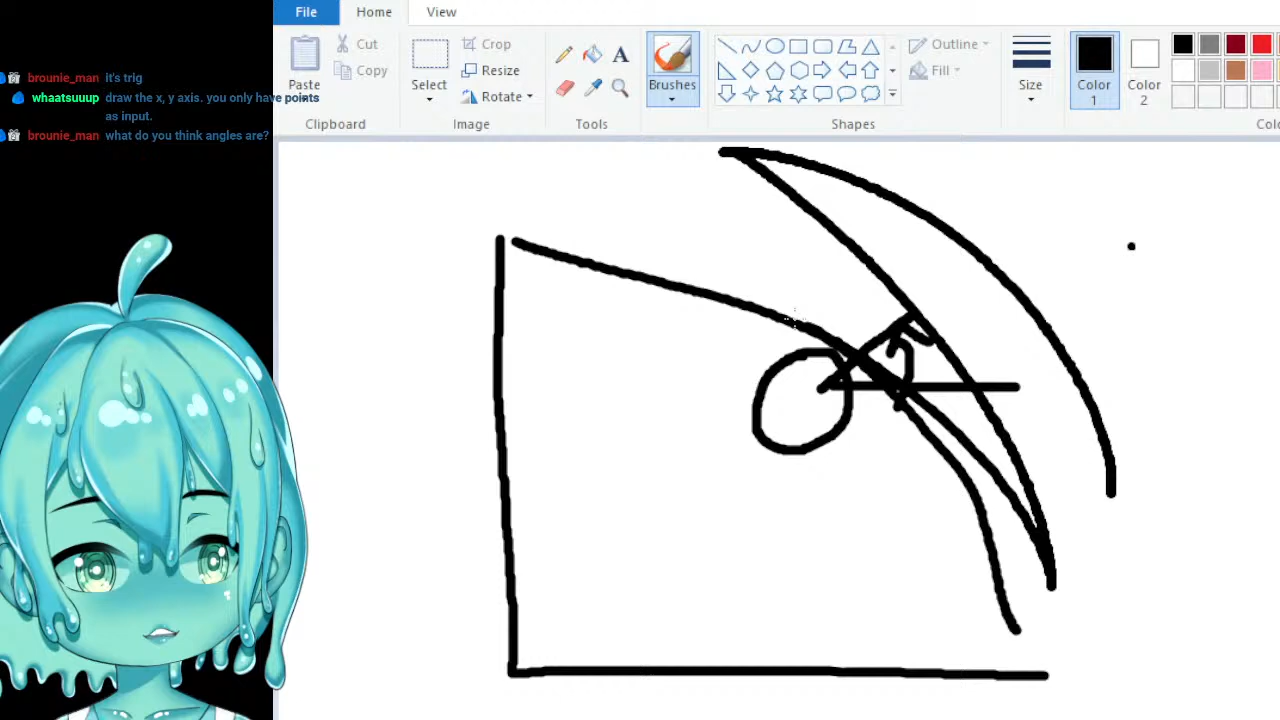 File
Home
View
brounie_man it's trig
whaatsuuup draw the x, y axis. you only have points
as input.
brounie_man what do you think angles are?
Paste
Cut
Copy
Clipboard
Select
Crop
Resize
Rotate
Image
A
Tools
Brushes
Outline
Fill
Shapes
Size
Color
1
Color
2
Colo